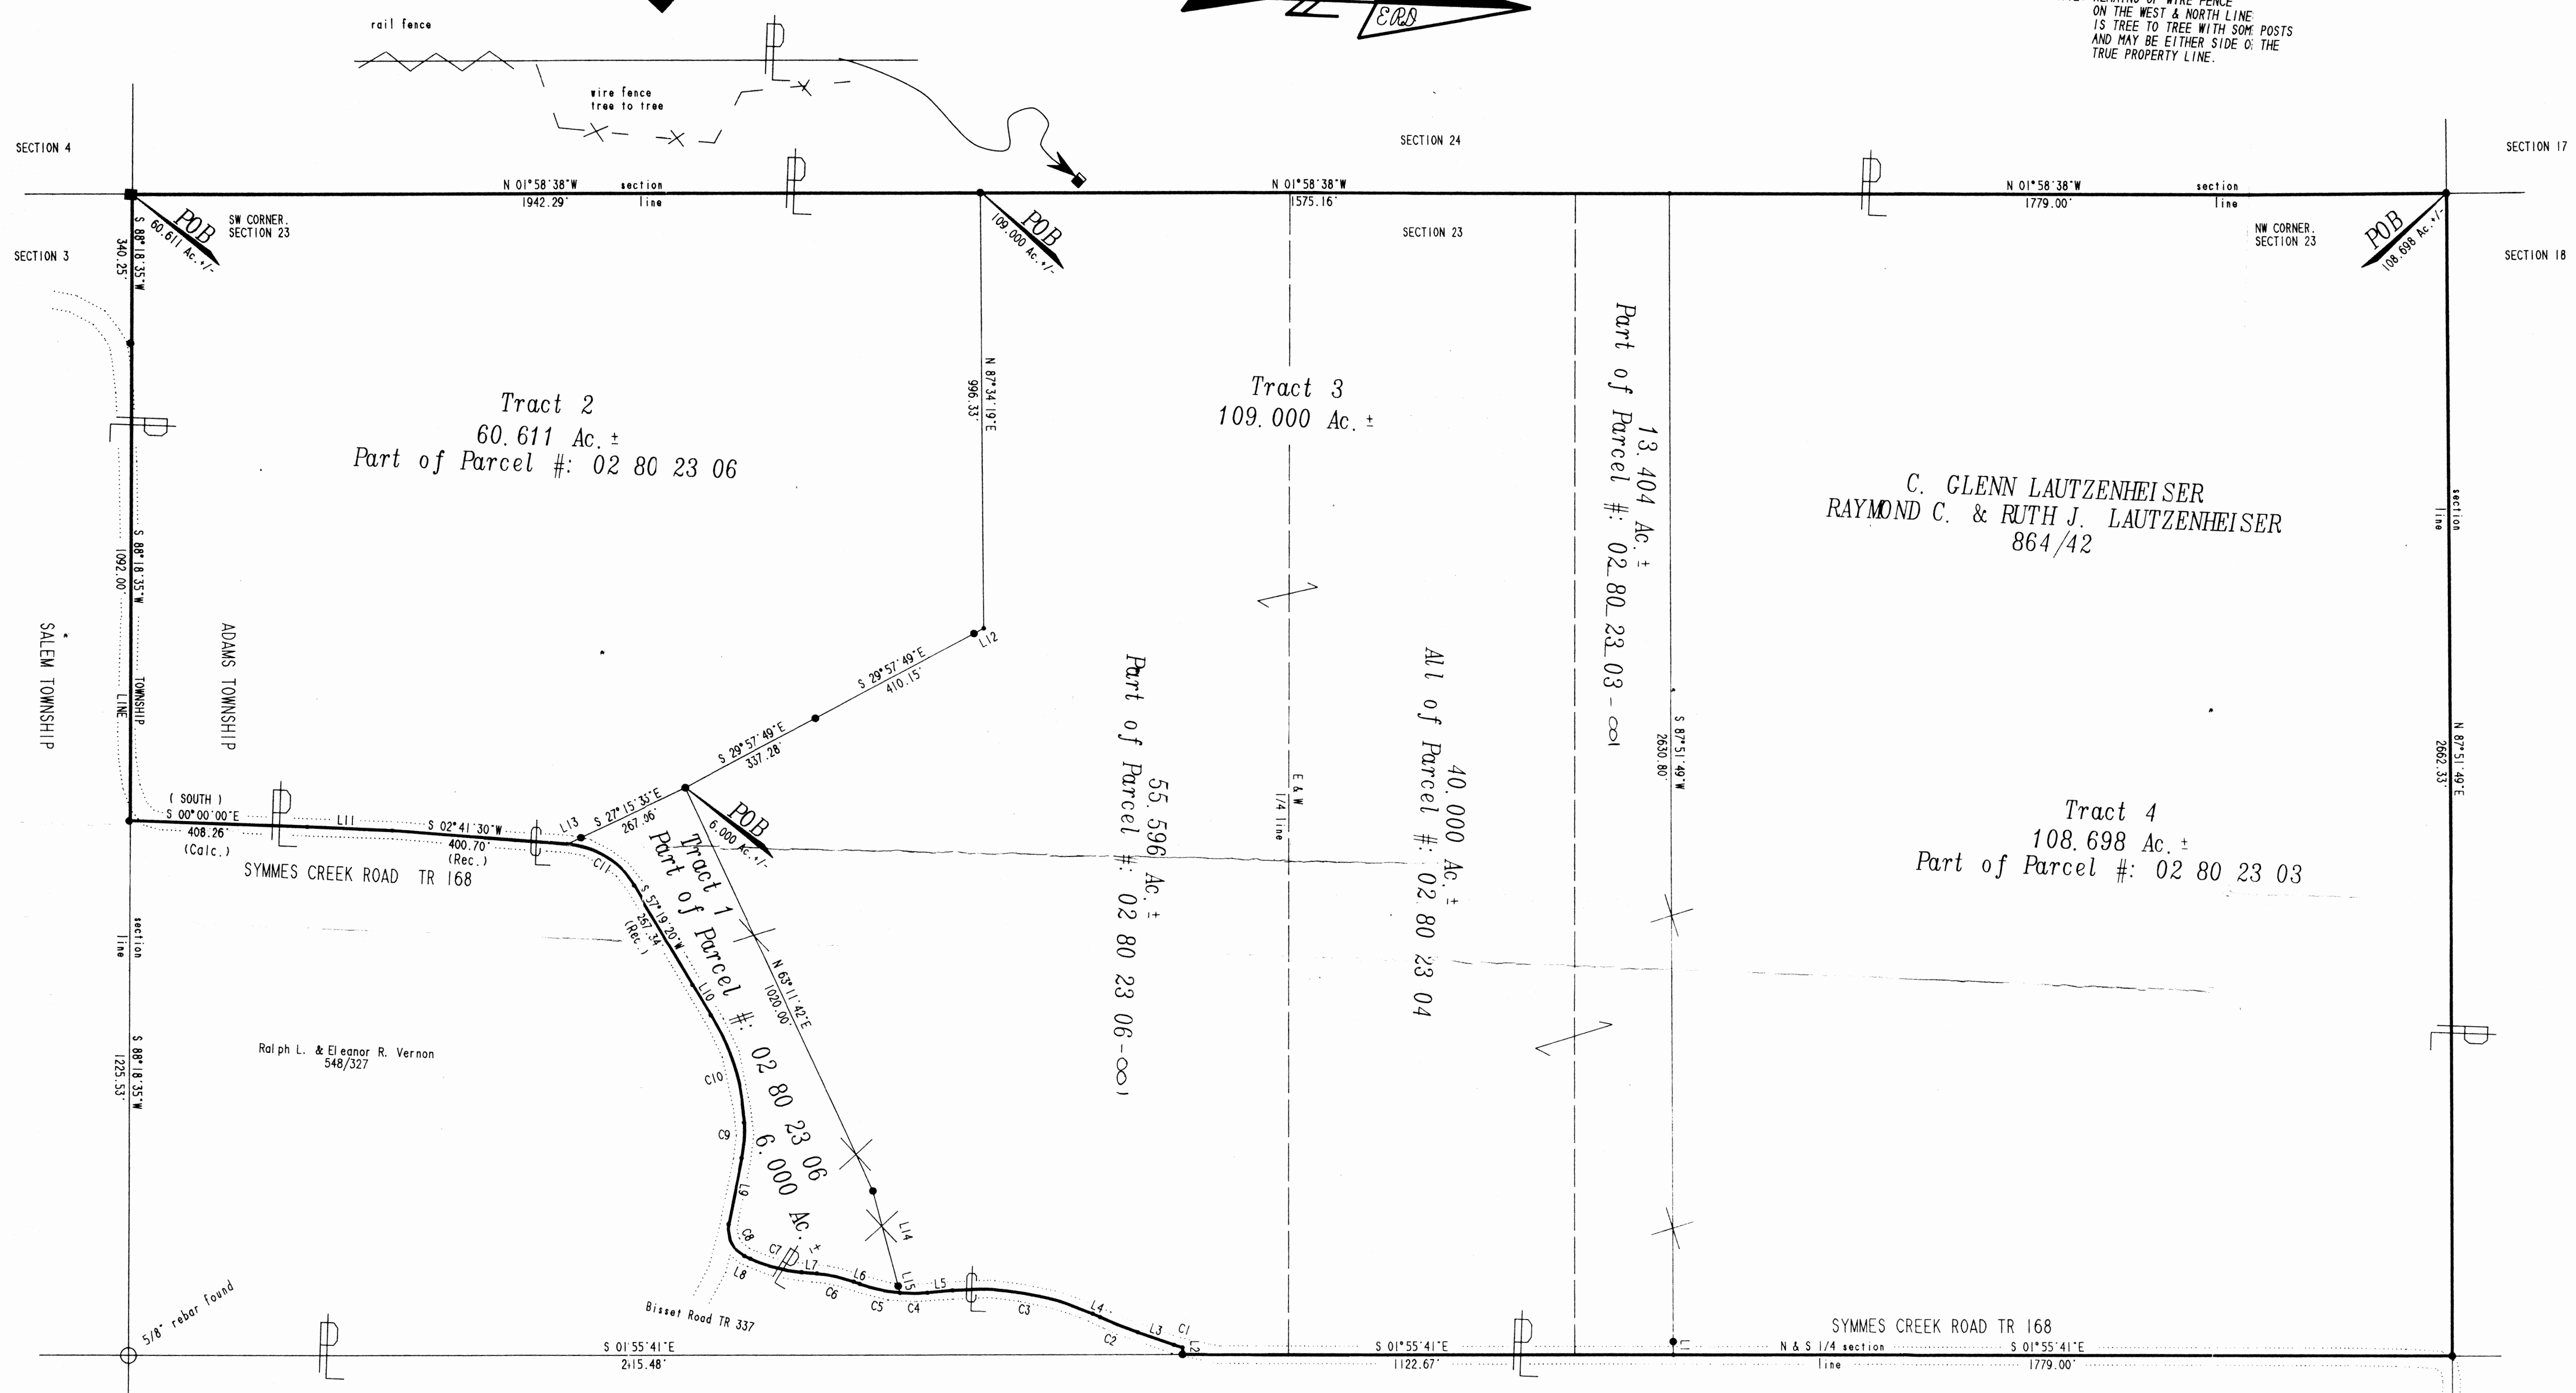 rail fence
wire fence
tree to tree
ERD
ON THE WEST & NORTH LINE
IS TREE TO TREE WITH SOM POSTS
AND MAY BE EITHER SIDE O THE
TRUE PROPERTY LINE.
SECTION 4
SECTION 24
SECTION 17
N 01°58'38"W section
1942.29' line
N 01°58'38"W
1575.16'
N 01°58'38"W section
1779.00' line
SECTION 3
SW CORNER.
SECTION 23
POB
60.611 Ac.+/-
POB
109.000 Ac.+/-
SECTION 23
NW CORNER.
SECTION 23
POB
108.698 Ac.+/-
SECTION 18
S 88°18'35"W
340.25'
Tract 2
60.611 Ac.±
Part of Parcel #: 02 80 23 06
N 87°34'19"E
996.33'
Tract 3
109.000 Ac.±
13.404 Ac.±
Part of Parcel #: 02 80 23 03-001
C. GLENN LAUTZENHEISER
RAYMOND C. & RUTH J. LAUTZENHEISER
864/42
section
line
S 88°18'35"W TOWNSHIP
1092.00' LINE
SALEM TOWNSHIP
ADAMS TOWNSHIP
L12
S 29°57'49"E
410.15'
S 29°57'49"E
337.28'
S 27°15'35"E
267.06'
L13
POB
6.000 Ac.+/-
55.596 Ac.±
Part of Parcel #: 02 80 23 06-001
E & W
1/4 line
40.000 Ac.±
All of Parcel #: 02 80 23 04
S 87°51'49"W
2630.80'
N 87°51'49"E
2662.33'
Tract 4
108.698 Ac.±
Part of Parcel #: 02 80 23 03
( SOUTH )
S 00°00'00"E
408.26'
(Calc.)
L11
S 02°41'30"W
400.70'
(Rec.)
SYMMES CREEK ROAD TR 168
C11
S 57°19'20"W
267.34'
(Rec.)
Tract 1
Part of Parcel #: 02 80 23 06
6.000 Ac.±
N 63°11'42"E
1020.00'
section
line
S 88°18'35"W
1225.53'
Ralph L. & Eleanor R. Vernon
548/327
L10
C10
C9
L9
C8
L8
C7
L7
C6
L6
C5
L14
L15
C4
L5
C3
L4
C2
L3
C1
L2
L1
Bisset Road TR 337
5/8" rebar found
S 01°55'41"E
2115.48'
S 01°55'41"E
1122.67'
SYMMES CREEK ROAD TR 168
N & S 1/4 section
line
S 01°55'41"E
1779.00'